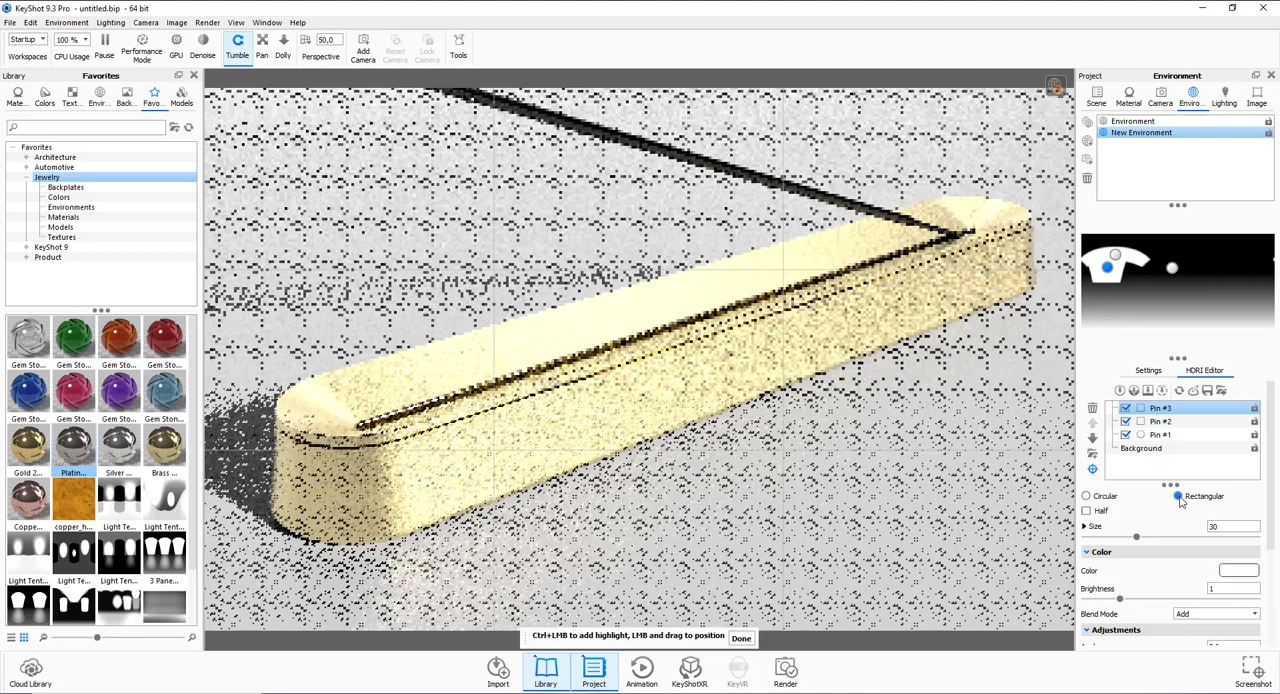 KeyShot 9.3 Pro - untitled.bip - 64 bit
File Edit Environment Lighting Camera Image Render View Window Help
Startup 100 % 50,0
Workspaces CPU Usage Pause Performance Mode GPU Denoise Tumble Pan Dolly Perspective Add Camera Reset Camera Lock Camera Tools
Library Favorites
Mate... Colors Text... Envir... Back... Favo... Models
Favorites
Architecture
Automotive
Jewelry
Backplates
Colors
Environments
Materials
Models
Textures
KeyShot 9
Product
Gem Sto... Gem Sto... Gem Sto... Gem Sto...
Gem Sto... Gem Sto... Gem Sto... Gem Ston...
Gold 2... Platin... Silver ... Brass ...
Coppe... copper_h... Light Te... Light Ten...
Light Ten... Light Te... Light Ten... 3 Pane...
Ctrl+LMB to add highlight, LMB and drag to position Done
Project Environment
Scene Material Camera Enviro... Lighting Image
Environment
New Environment
Settings HDRI Editor
Pin #3
Pin #2
Pin #1
Background
Circular Rectangular
Half
Size 30
Color
Color
Brightness 1
Blend Mode Add
Adjustments
Cloud Library Import Library Project Animation KeyShotXR KeyVR Render Screenshot